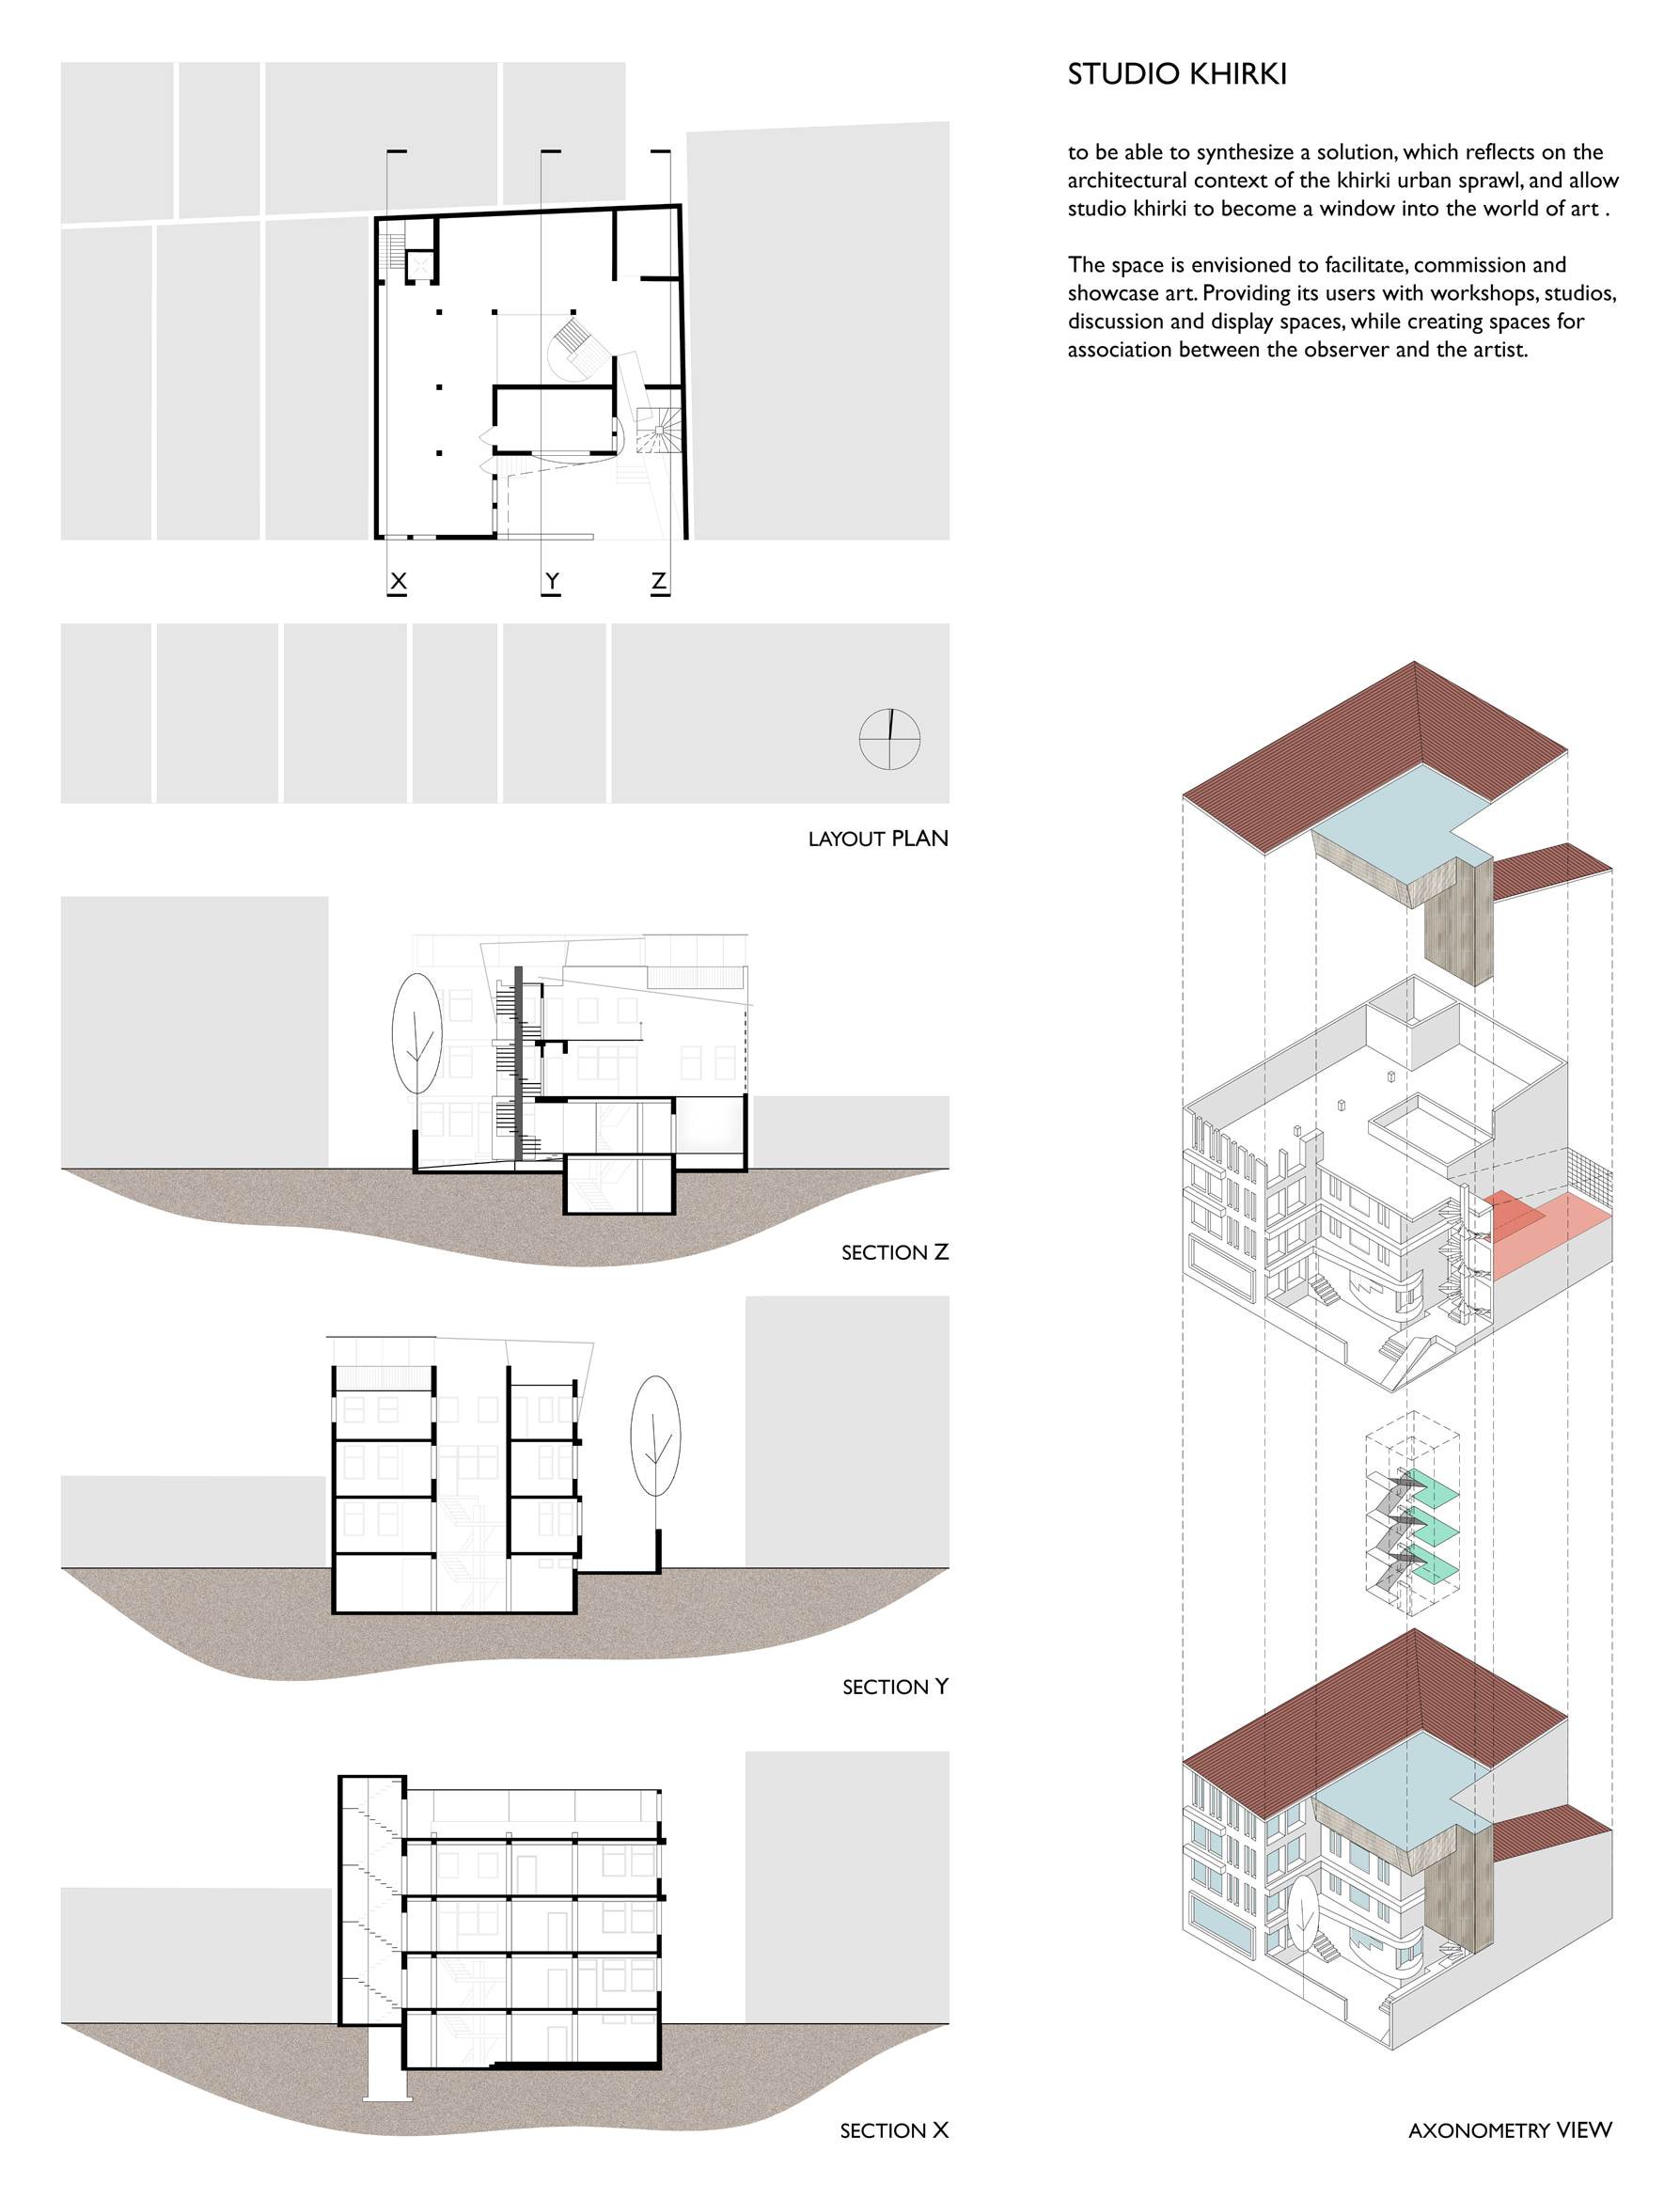 STUDIO KHIRKI
to be able to synthesize a solution, which reflects on the
architectural context of the khirki urban sprawl, and allow
studio khirki to become a window into the world of art .
The space is envisioned to facilitate, commission and
showcase art. Providing its users with workshops, studios,
discussion and display spaces, while creating spaces for
association between the observer and the artist.
X
Y
Z
LAYOUT PLAN
SECTION Z
SECTION Y
SECTION X
AXONOMETRY VIEW